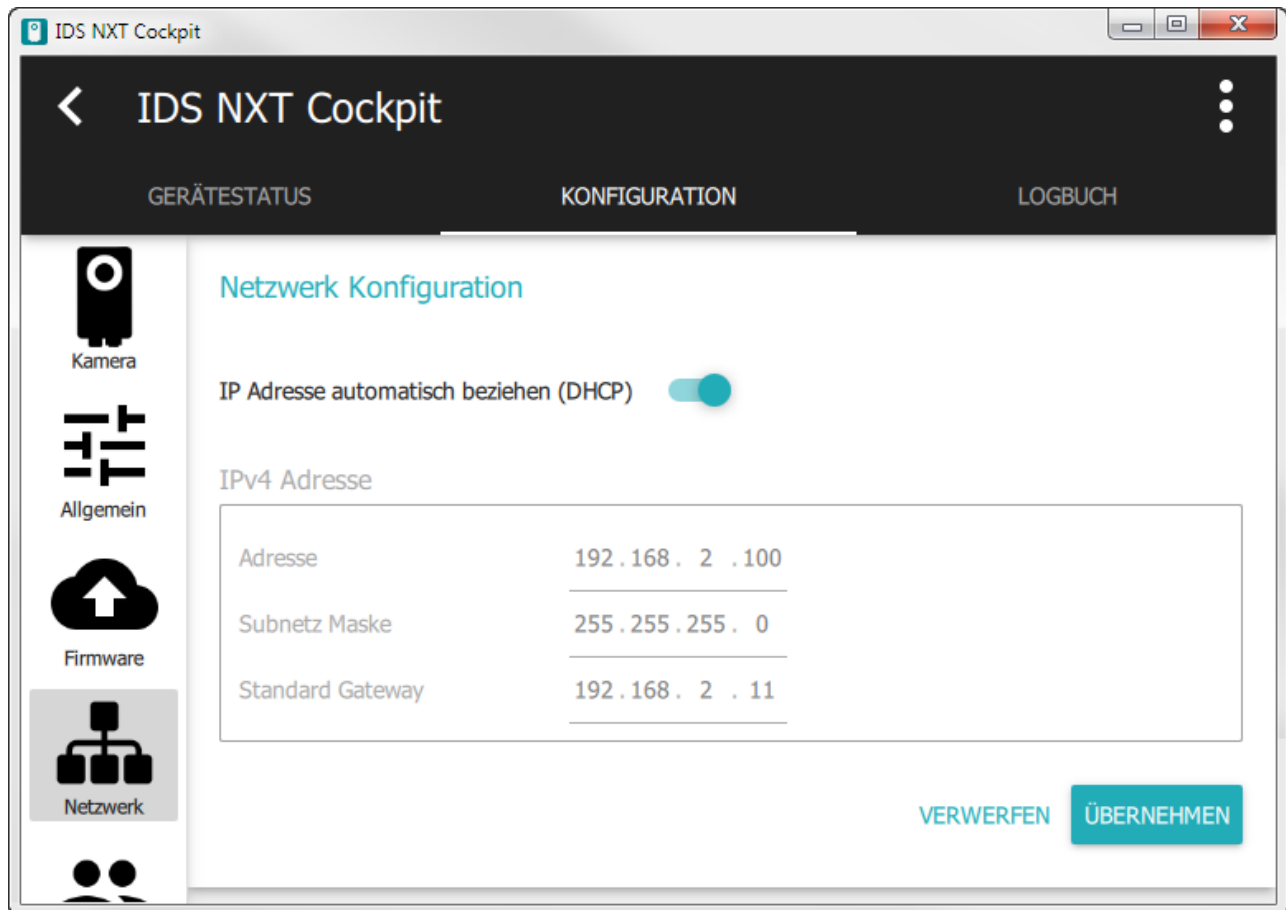 IDS NXT Cockpit
IDS NXT Cockpit
GERÄTESTATUS KONFIGURATION LOGBUCH
Kamera
Allgemein
Firmware
Netzwerk
Netzwerk Konfiguration
IP Adresse automatisch beziehen (DHCP)
IPv4 Adresse
Adresse 192.168. 2 .100
Subnetz Maske 255.255.255. 0
Standard Gateway 192.168. 2 . 11
VERWERFEN ÜBERNEHMEN